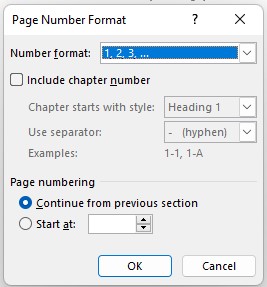 Page Number Format
Number format: 1, 2, 3, ...
Include chapter number
Chapter starts with style: Heading 1
Use separator: - (hyphen)
Examples: 1-1, 1-A
Page numbering
Continue from previous section
Start at:
OK Cancel